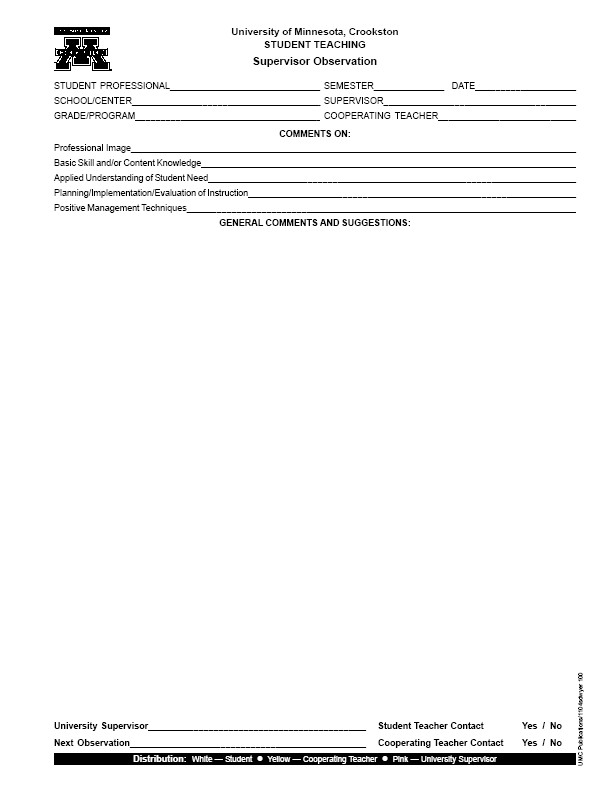 CROOKSTON
University of Minnesota, Crookston
STUDENT TEACHING
Supervisor Observation
STUDENT PROFESSIONAL SEMESTER DATE
SCHOOL/CENTER SUPERVISOR
GRADE/PROGRAM COOPERATING TEACHER
COMMENTS ON:
Professional Image
Basic Skill and/or Content Knowledge
Applied Understanding of Student Need
Planning/Implementation/Evaluation of Instruction
Positive Management Techniques
GENERAL COMMENTS AND SUGGESTIONS:
University Supervisor Student Teacher Contact Yes / No
Next Observation Cooperating Teacher Contact Yes / No
Distribution: White — Student ● Yellow — Cooperating Teacher ● Pink — University Supervisor
UMC Publications/1104sdwyer 100